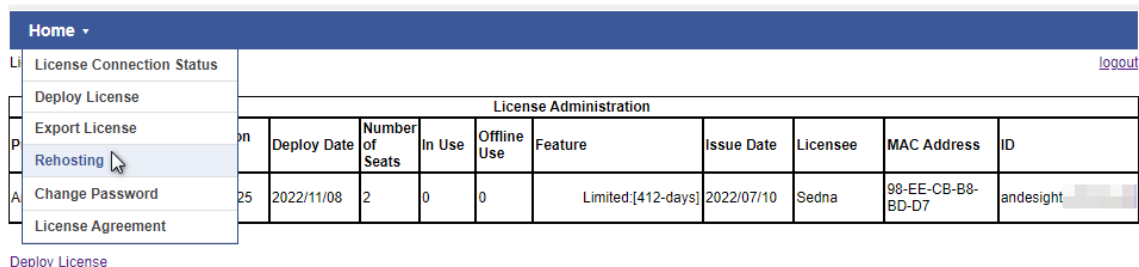 Home
License Connection Status
logout
Deploy License
License Administration
Export License
Deploy Date
Number of Seats
In Use
Offline Use
Feature
Issue Date
Licensee
MAC Address
ID
Rehosting
Change Password
25
2022/11/08
2
0
0
Limited:[412-days]
2022/07/10
Sedna
98-EE-CB-B8-
BD-D7
andesight
License Agreement
Deploy License